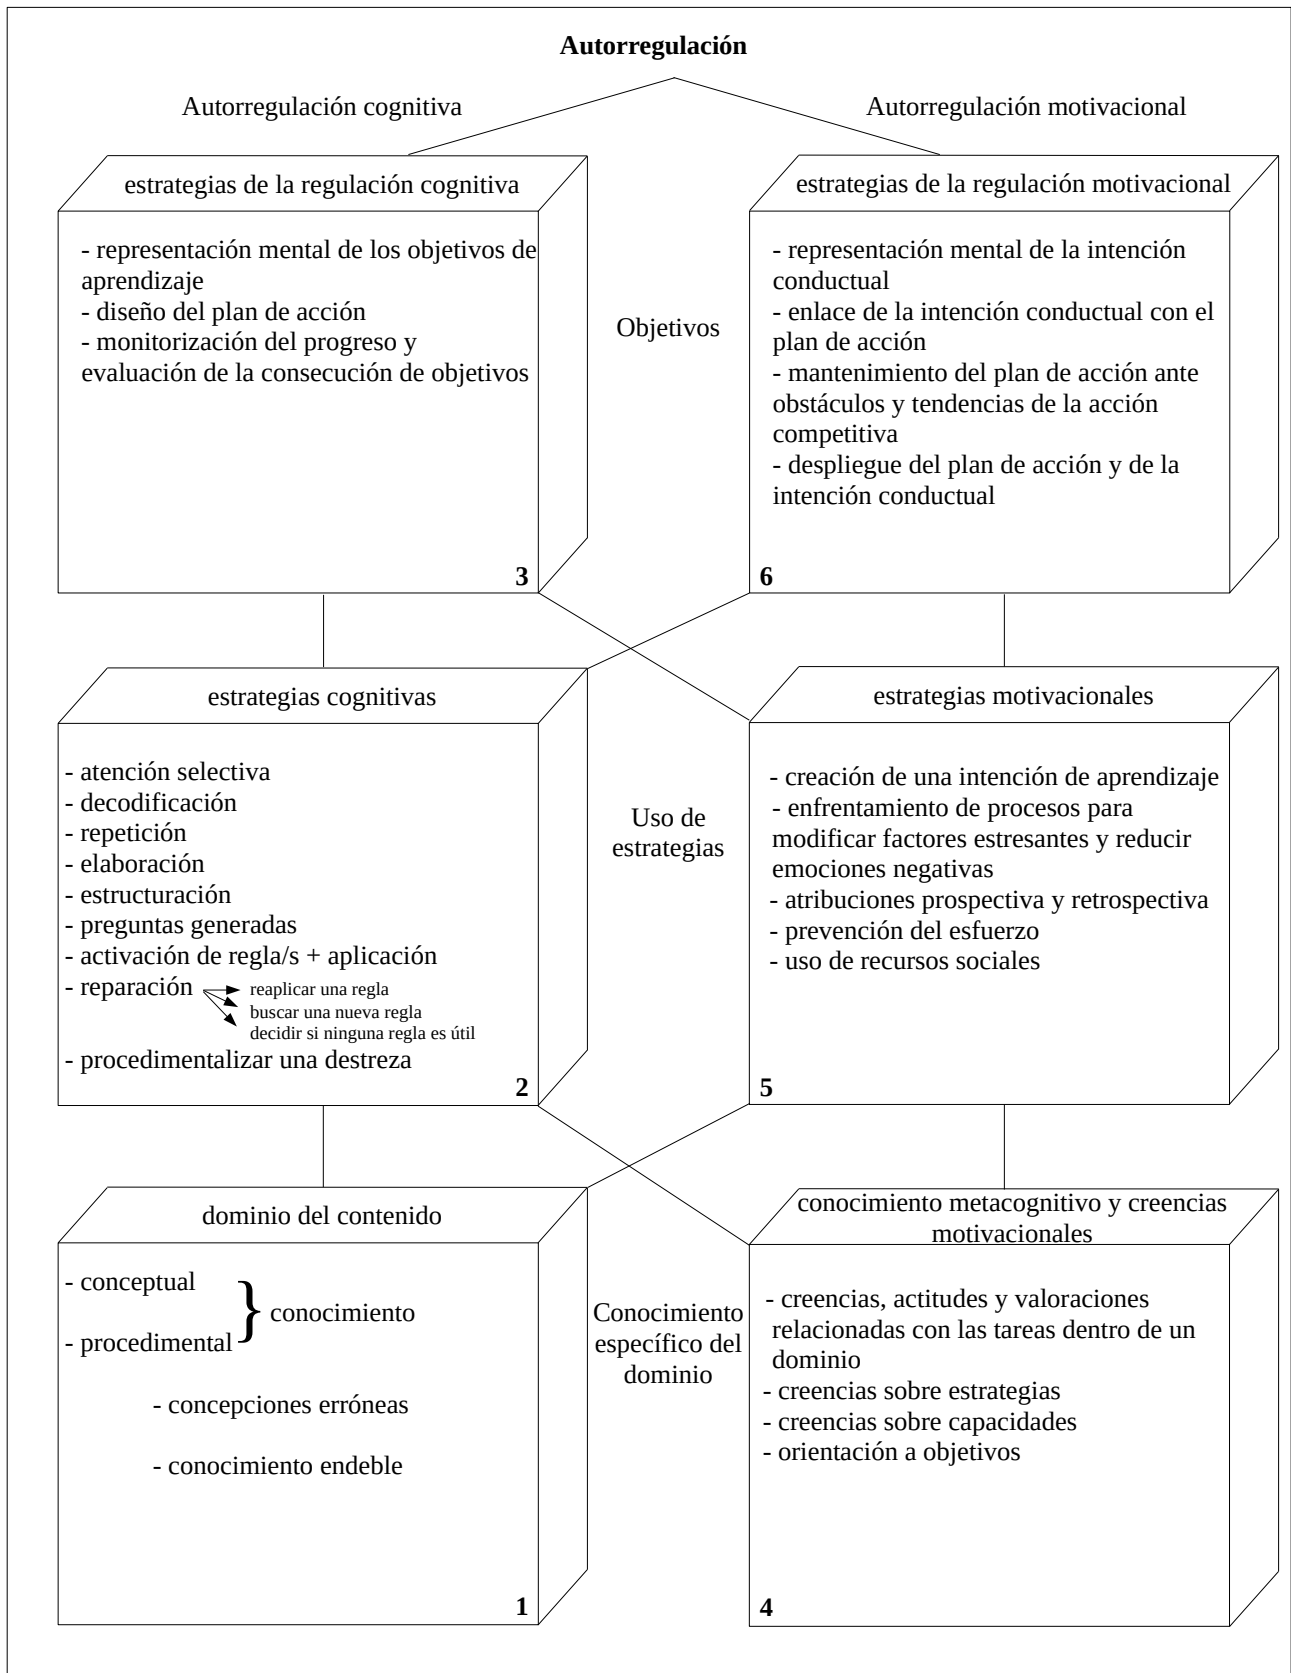 Autorregulación
Autorregulación cognitiva
Autorregulación motivacional
estrategias de la regulación cognitiva
- representación mental de los objetivos de
aprendizaje
- diseño del plan de acción
- monitorización del progreso y
evaluación de la consecución de objetivos
3
Objetivos
estrategias de la regulación motivacional
- representación mental de la intención
conductual
- enlace de la intención conductual con el
plan de acción
- mantenimiento del plan de acción ante
obstáculos y tendencias de la acción
competitiva
- despliegue del plan de acción y de la
intención conductual
6
estrategias cognitivas
- atención selectiva
- decodificación
- repetición
- elaboración
- estructuración
- preguntas generadas
- activación de regla/s + aplicación
- reparación
reaplicar una regla
buscar una nueva regla
decidir si ninguna regla es útil
- procedimentalizar una destreza
2
Uso de
estrategias
estrategias motivacionales
- creación de una intención de aprendizaje
- enfrentamiento de procesos para
modificar factores estresantes y reducir
emociones negativas
- atribuciones prospectiva y retrospectiva
- prevención del esfuerzo
- uso de recursos sociales
5
dominio del contenido
- conceptual
- procedimental
} conocimiento
- concepciones erróneas
- conocimiento endeble
1
Conocimiento
específico del
dominio
conocimiento metacognitivo y creencias
motivacionales
- creencias, actitudes y valoraciones
relacionadas con las tareas dentro de un
dominio
- creencias sobre estrategias
- creencias sobre capacidades
- orientación a objetivos
4